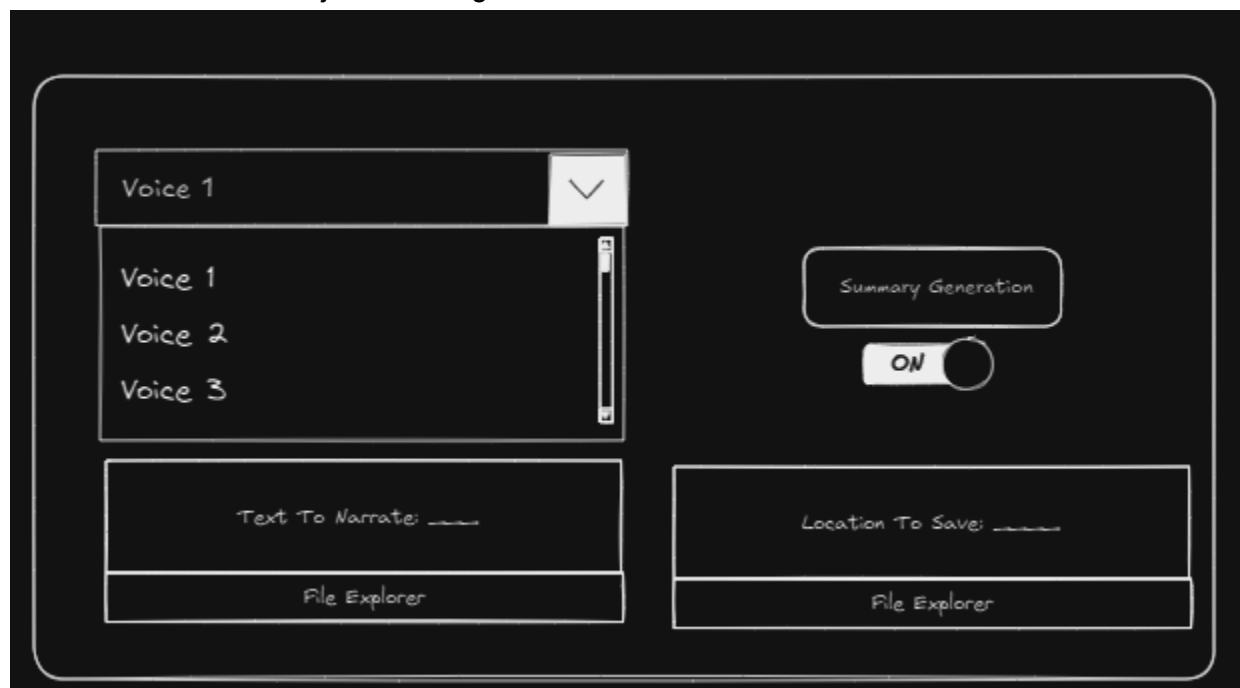 Voice 1
Voice 1
Voice 2
Voice 3
Summary Generation
ON
Text To Narrate: ____
File Explorer
Location To Save: ____
File Explorer